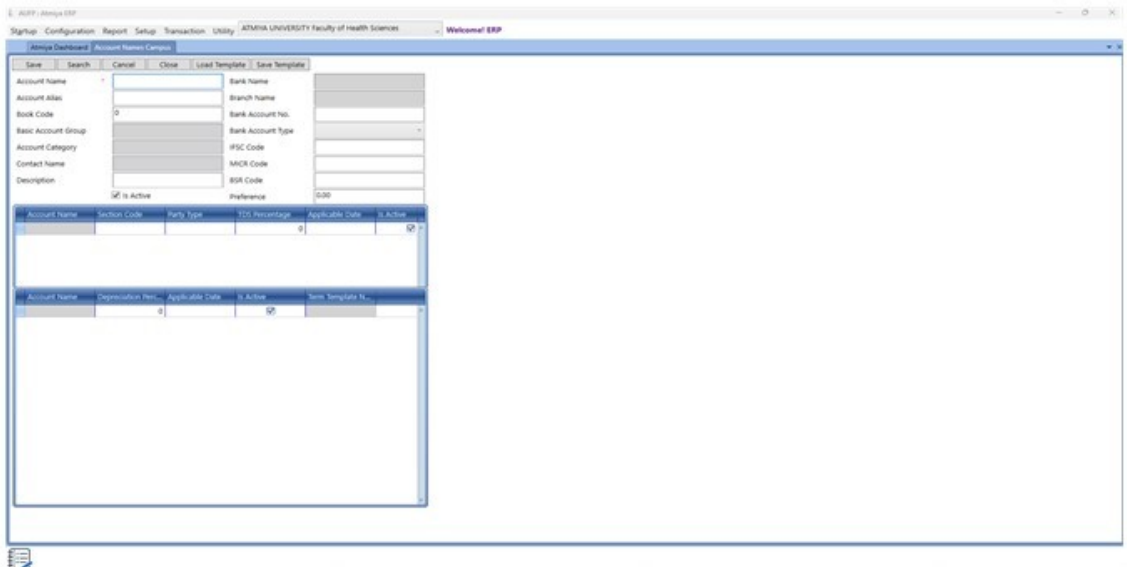 AUFF : Atmiya ERP
Startup Configuration Report Setup Transaction Utility ATMIYA UNIVERSITY Faculty of Health Sciences Welcome! ERP
Atmiya Dashboard Account Names Campus
Save Search Cancel Close Load Template Save Template
Account Name * Bank Name
Account Alias Branch Name
Book Code 0 Bank Account No.
Basic Account Group Bank Account Type
Account Category IFSC Code
Contact Name MICR Code
Description BSR Code
Is Active Preference 0.00
Account Name Section Code Party Type TDS Percentage Applicable Date Is Active
0
Account Name Depreciation Perc... Applicable Date Is Active Term Template N...
0